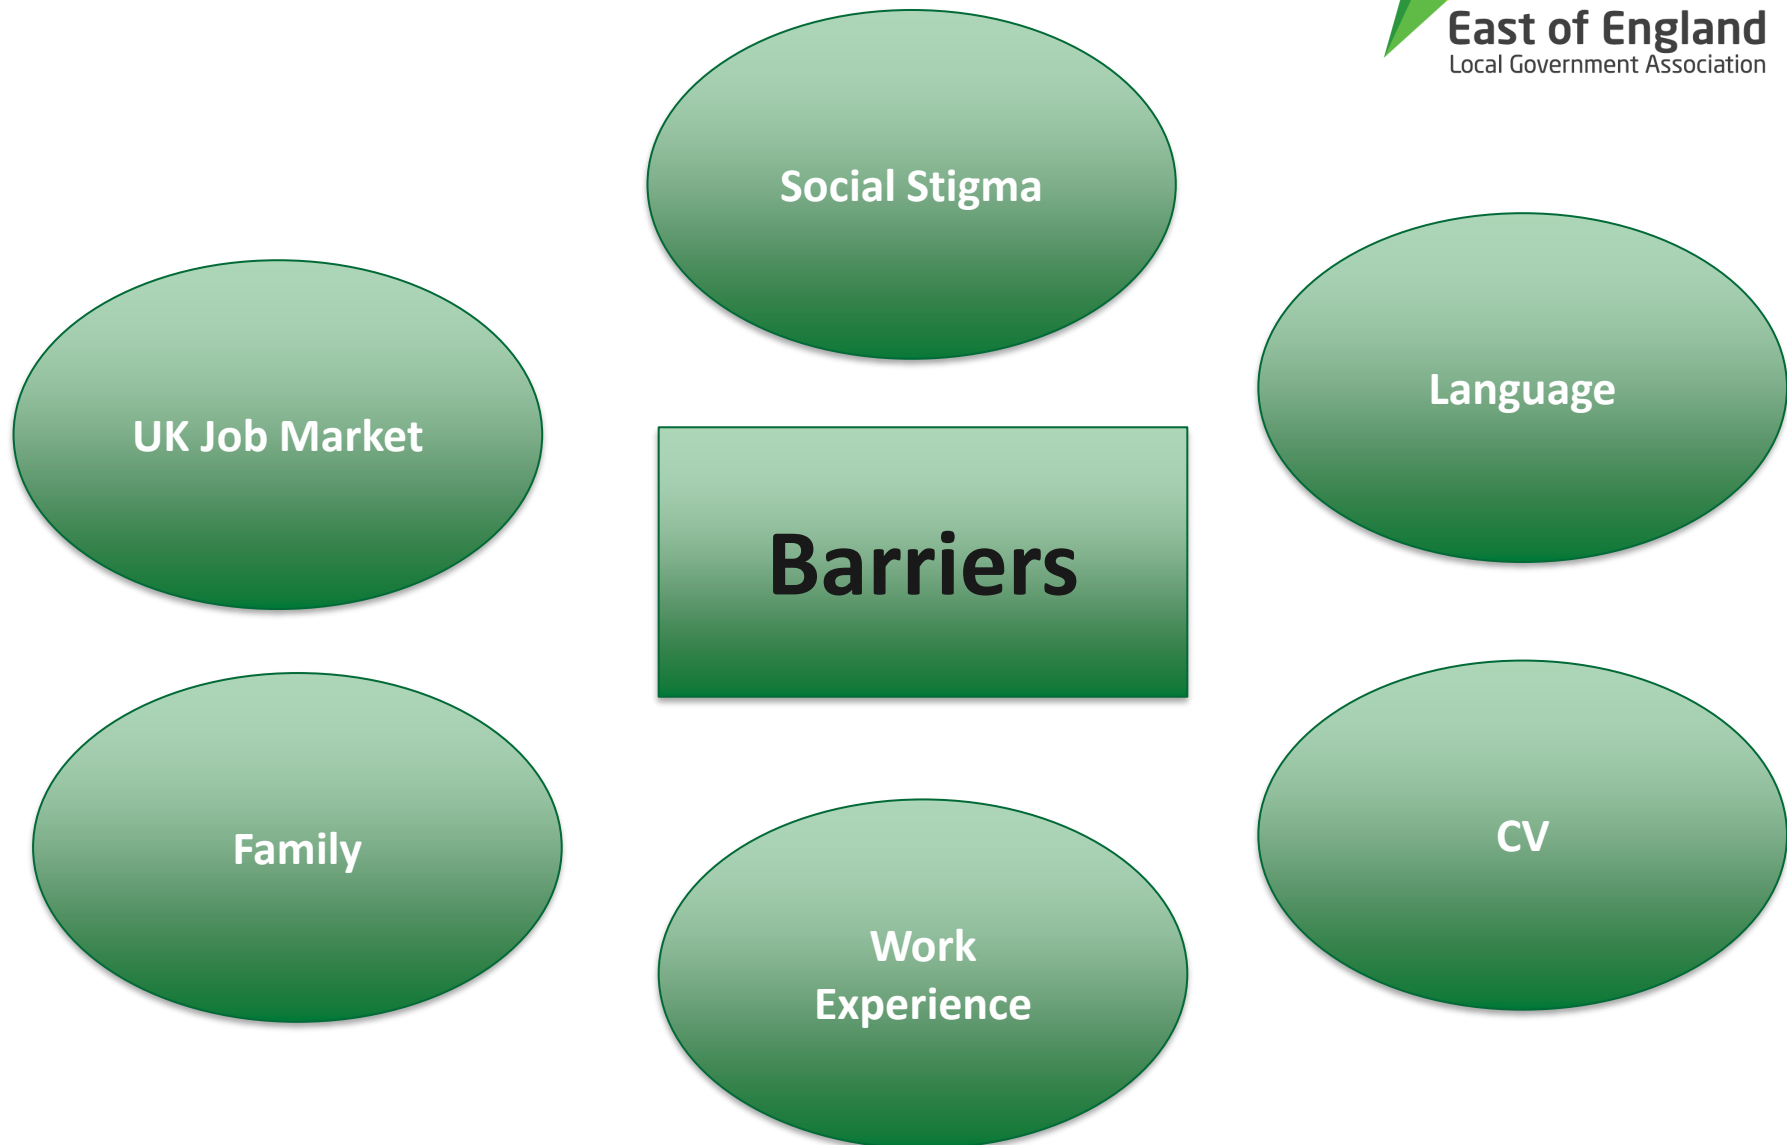 East of England
Local Government Association
Social Stigma
Language
UK Job Market
Barriers
Family
CV
Work
Experience